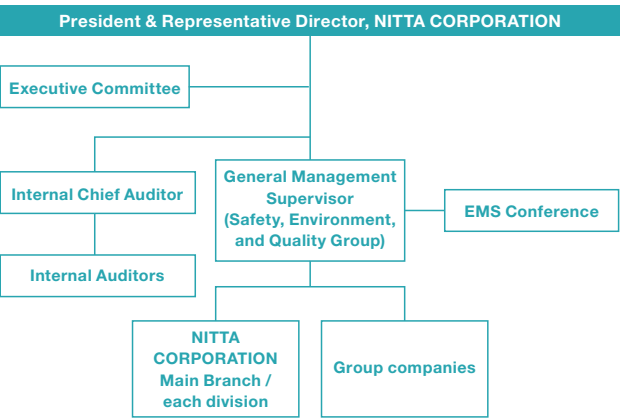 President & Representative Director, NITTA CORPORATION
Executive Committee
Internal Chief Auditor
General Management
Supervisor
(Safety, Environment,
and Quality Group)
EMS Conference
Internal Auditors
NITTA
CORPORATION
Main Branch /
each division
Group companies